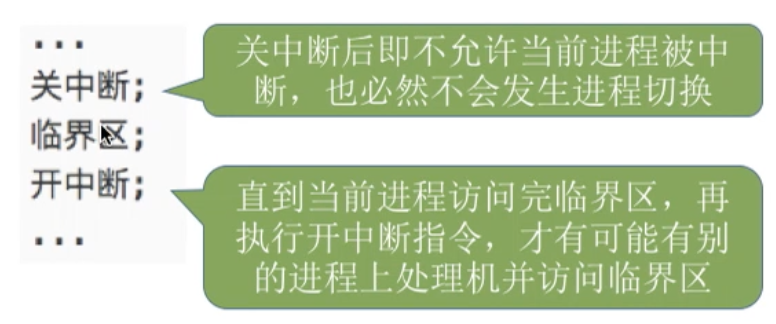 ...
关中断;
临界区;
开中断;
...
关中断后即不允许当前进程被中
断，也必然不会发生进程切换
直到当前进程访问完临界区，再
执行开中断指令，才有可能有别
的进程上处理机并访问临界区